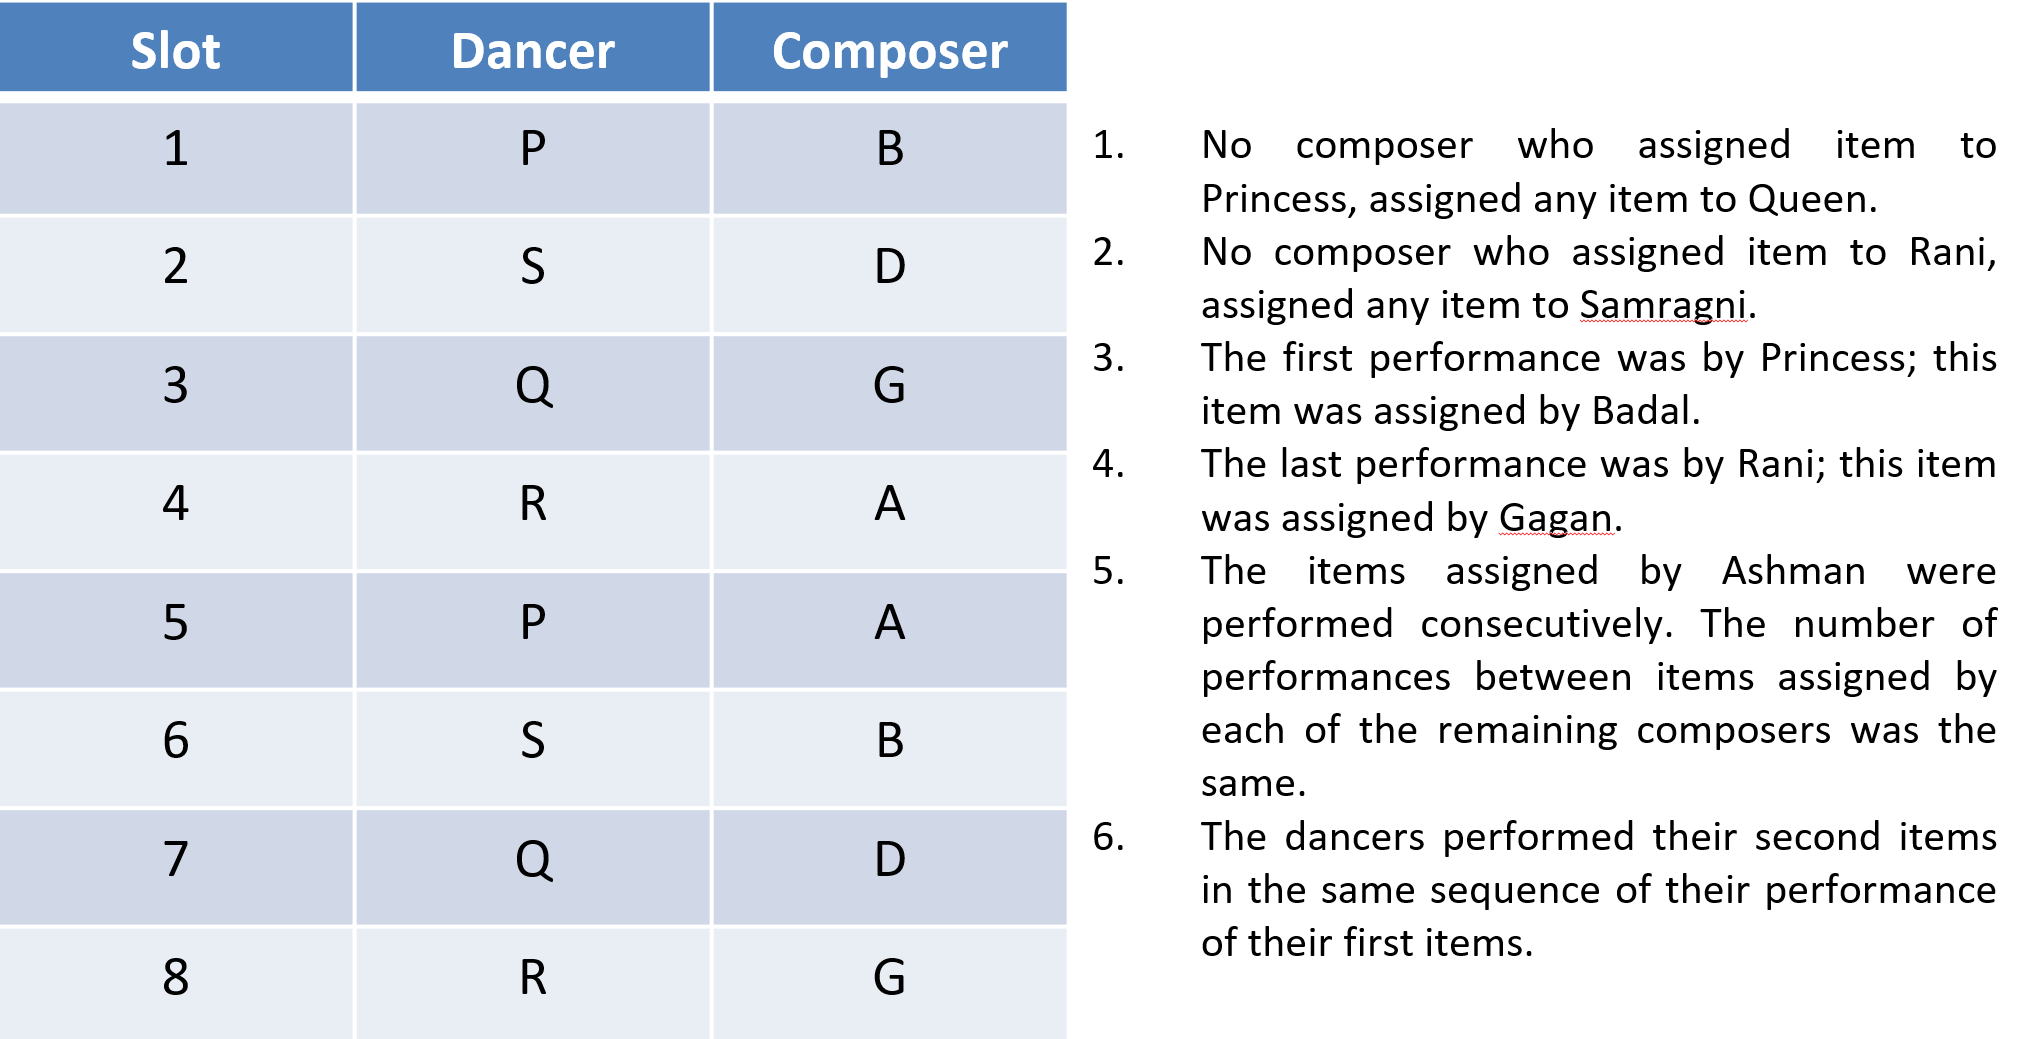 Slot Dancer Composer
1 P B
2 S D
3 Q G
4 R A
5 P A
6 S B
7 Q D
8 R G
1. No composer who assigned item to
Princess, assigned any item to Queen.
2. No composer who assigned item to Rani,
assigned any item to Samragni.
3. The first performance was by Princess; this
item was assigned by Badal.
4. The last performance was by Rani; this item
was assigned by Gagan.
5. The items assigned by Ashman were
performed consecutively. The number of
performances between items assigned by
each of the remaining composers was the
same.
6. The dancers performed their second items
in the same sequence of their performance
of their first items.